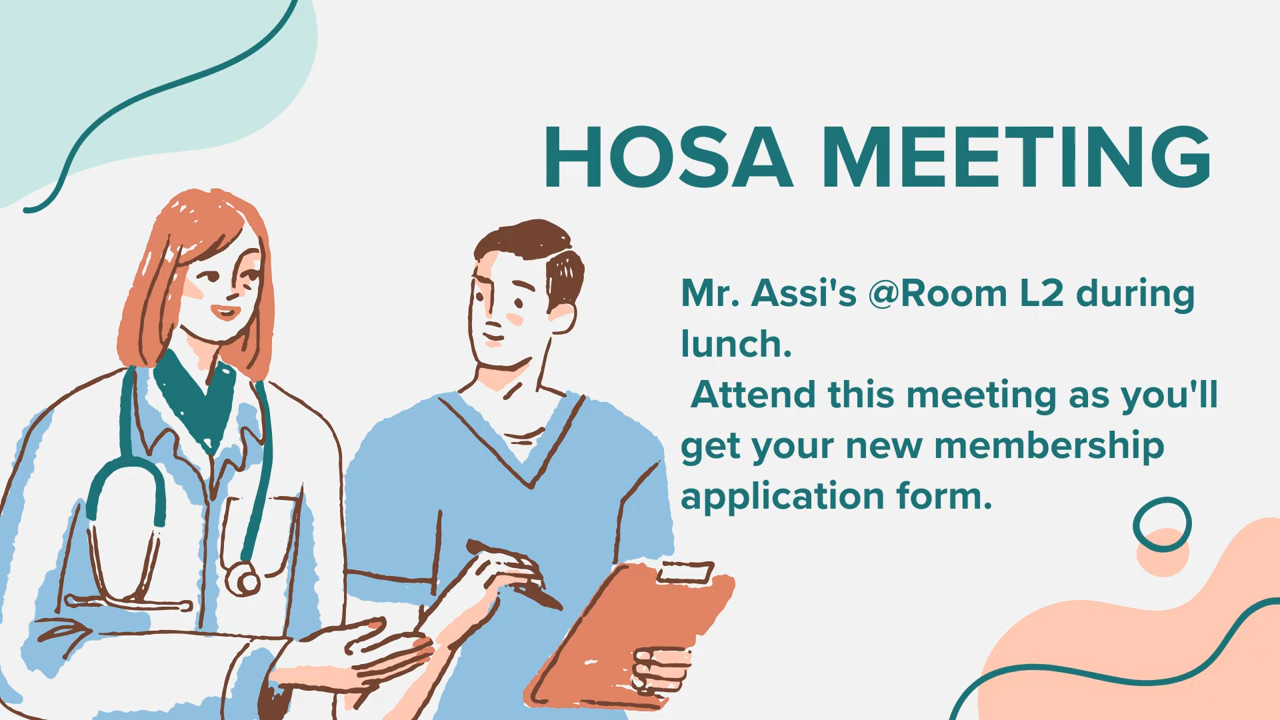 HOSA MEETING
Mr. Assi's @Room L2 during
lunch.
Attend this meeting as you'll
get your new membership
application form.